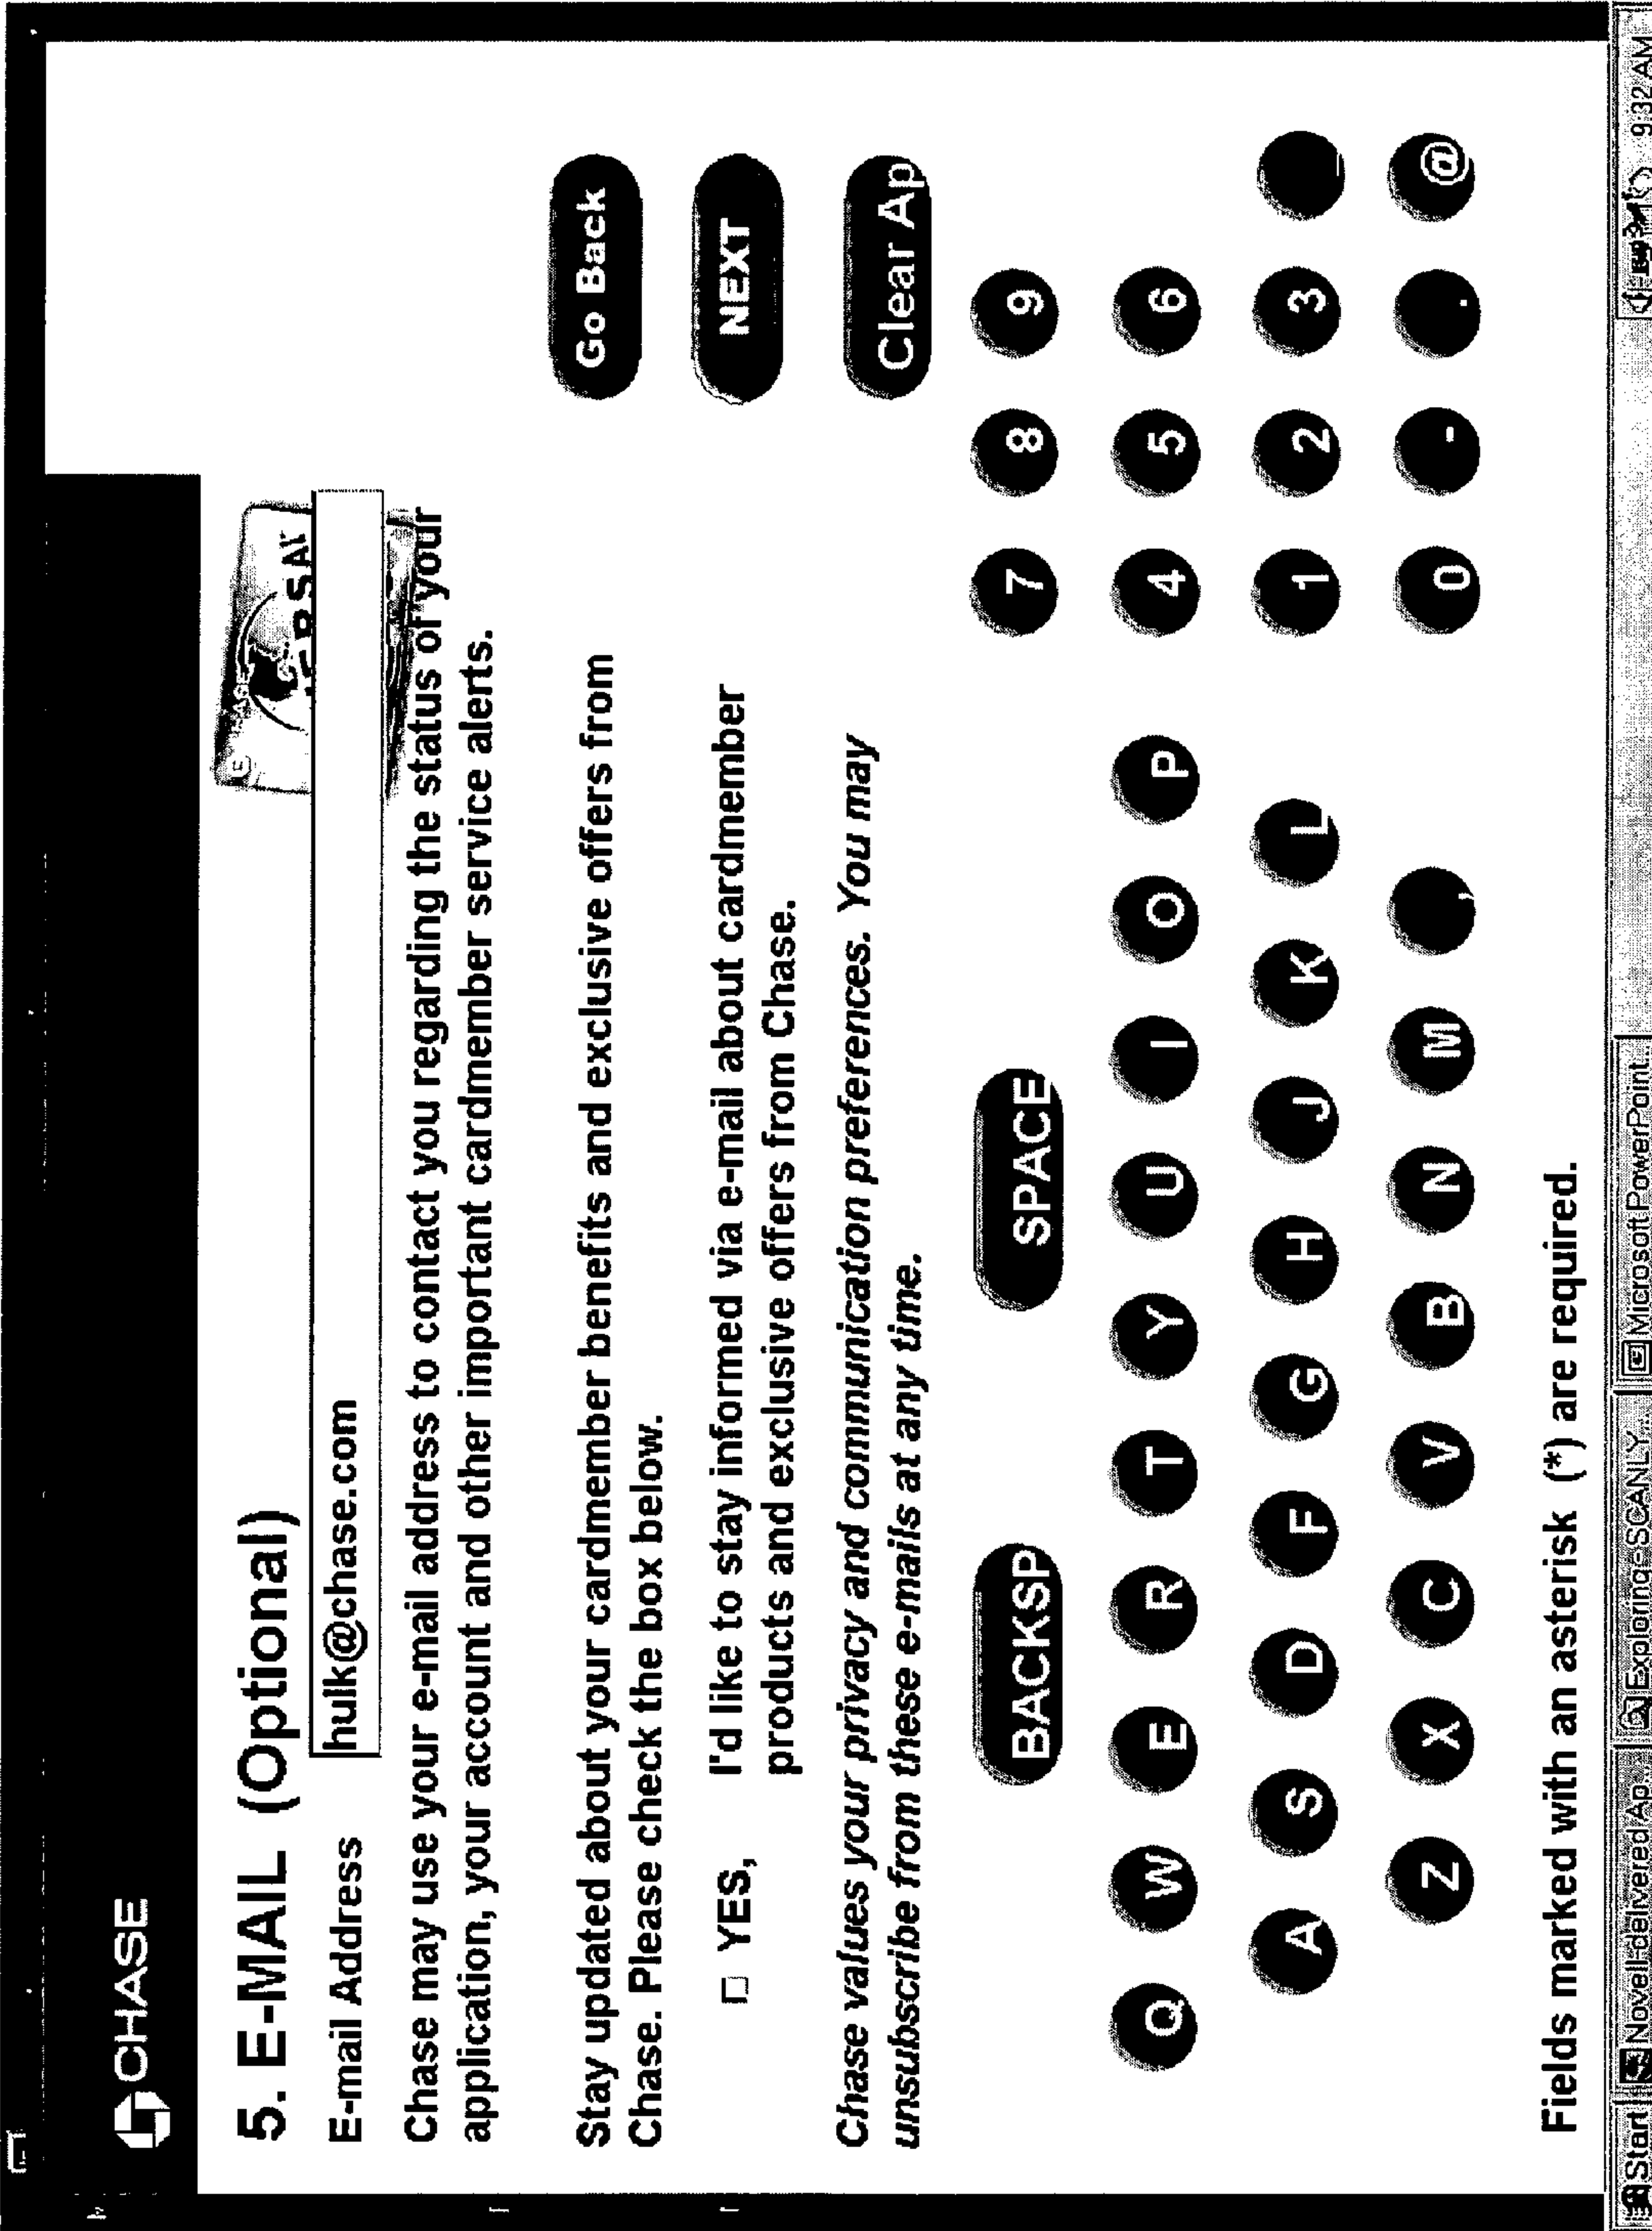 CHASE
5. E-MAIL (Optional)
E-mail Address
hulk@chase.com
Chase may use your e-mail address to contact you regarding the status of your
application, your account and other important cardmember service alerts.
Stay updated about your cardmember benefits and exclusive offers from
Chase. Please check the box below.
YES, I'd like to stay informed via e-mail about cardmember
products and exclusive offers from Chase.
Chase values your privacy and communication preferences. You may
unsubscribe from these e-mails at any time.
Go Back
NEXT
Clear Ap
BACKSP SPACE 7 8 9
Q W E R T Y U I O P 4 5 6
A S D F G H J K L 1 2 3 _
Z X C V B N M , 0 - . @
Fields marked with an asterisk (*) are required.
Start Novell-delivered Ap... Exploring - SCANLY... Microsoft PowerPoint... 9:32 AM